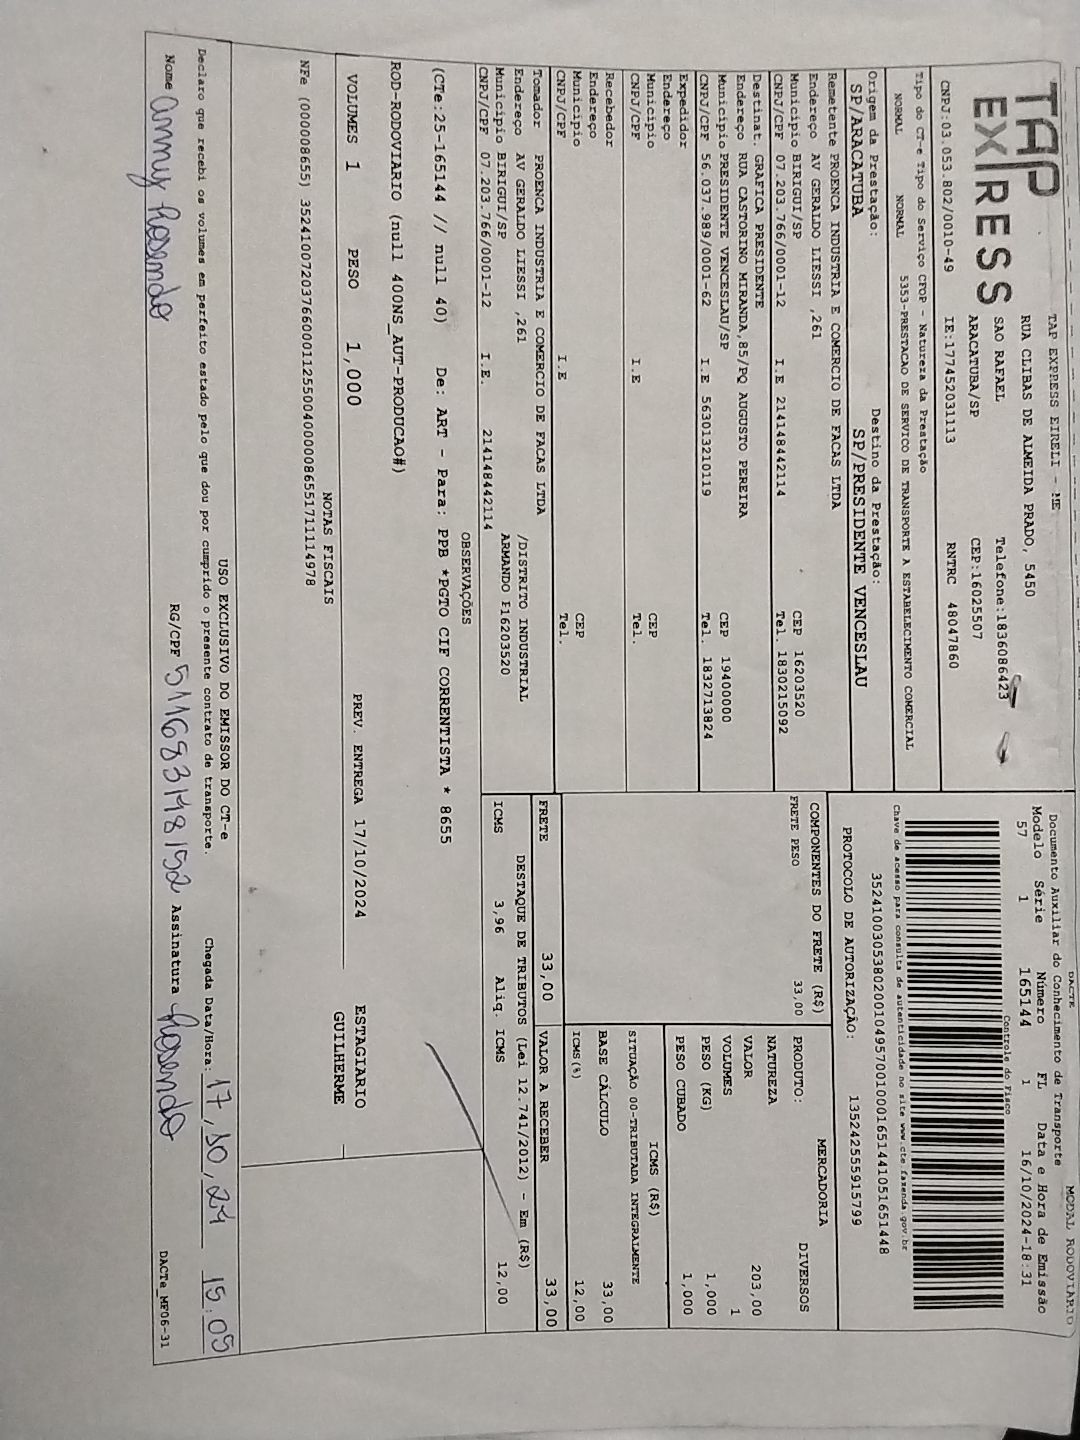 TAP EXPRESS
TAP EXPRESS EIRELI - ME
RUA CLIBAS DE ALMEIDA PRADO, 5450
SAO RAFAEL Telefone:1836086423
ARACATUBA/SP CEP:16025507
CNPJ:03.053.802/0010-49 IE:177452031113 RNTRC 48047860
Tipo do CT-e Tipo do Serviço CFOP - Natureza da Prestação
NORMAL NORMAL 5353-PRESTACAO DE SERVICO DE TRANSPORTE A ESTABELECIMENTO COMERCIAL
Origem da Prestação: Destino da Prestação:
SP/ARACATUBA SP/PRESIDENTE VENCESLAU
Remetente PROENCA INDUSTRIA E COMERCIO DE FACAS LTDA
Endereço AV GERALDO LIESSI ,261
Município BIRIGUI/SP CEP 16203520
CNPJ/CPF 07.203.766/0001-12 I.E 214148442114 Tel. 1830215092
Destinat. GRAFICA PRESIDENTE
Endereço RUA CASTORINO MIRANDA,85/PQ AUGUSTO PEREIRA
Município PRESIDENTE VENCESLAU/SP CEP 19400000
CNPJ/CPF 56.037.989/0001-62 I.E 563013210119 Tel. 1832713824
Expedidor
Endereço
Município CEP
CNPJ/CPF I.E Tel.
Recebedor
Endereço
Município CEP
CNPJ/CPF I.E Tel.
Tomador PROENCA INDUSTRIA E COMERCIO DE FACAS LTDA
Endereço AV GERALDO LIESSI ,261 /DISTRITO INDUSTRIAL
Município BIRIGUI/SP ARMANDO F16203520
CNPJ/CPF 07.203.766/0001-12 I.E. 214148442114
DACTE MODAL RODOVIARIO
Documento Auxiliar do Conhecimento de Transporte
Modelo Série Número FL Data e Hora de Emissão
57 1 165144 1 16/10/2024-18:31
Controle do Fisco
Chave de acesso para consulta de autenticidade no site www.cte.fazenda.gov.br
35241003053802001049570010001651441051651448
PROTOCOLO DE AUTORIZAÇÃO: 135242555915799
COMPONENTES DO FRETE (R$)
FRETE PESO 33,00
PRODUTO: MERCADORIA
NATUREZA DIVERSOS
VALOR 203,00
VOLUMES 1
PESO (KG) 1,000
PESO CUBADO 1,000
ICMS (R$)
SITUAÇÃO 00-TRIBUTADA INTEGRALMENTE
BASE CÁLCULO 33,00
ICMS(%) 12,00
FRETE 33,00 VALOR A RECEBER 33,00
DESTAQUE DE TRIBUTOS (Lei 12.741/2012) - Em (R$)
ICMS 3,96 Aliq. ICMS 12,00
OBSERVAÇÕES
(CTe:25-165144 // null 40) De: ART - Para: PPB *PGTO CIF CORRENTISTA * 8655
ROD-RODOVIARIO (null 400NS_AUT-PRODUCAO#)
VOLUMES 1 PESO 1,000 PREV. ENTREGA 17/10/2024 ESTAGIARIO
GUILHERME
NOTAS FISCAIS
NFe (000008655) 35241007203766000112550040000086551711114978
USO EXCLUSIVO DO EMISSOR DO CT-e
Declaro que recebi os volumes em perfeito estado pelo que dou por cumprido o presente contrato de transporte. Chegada Data/Hora: 17/10/24 15:05
Nome Anny Rosendo RG/CPF Assinatura Rosendo DACTe_MF06-31